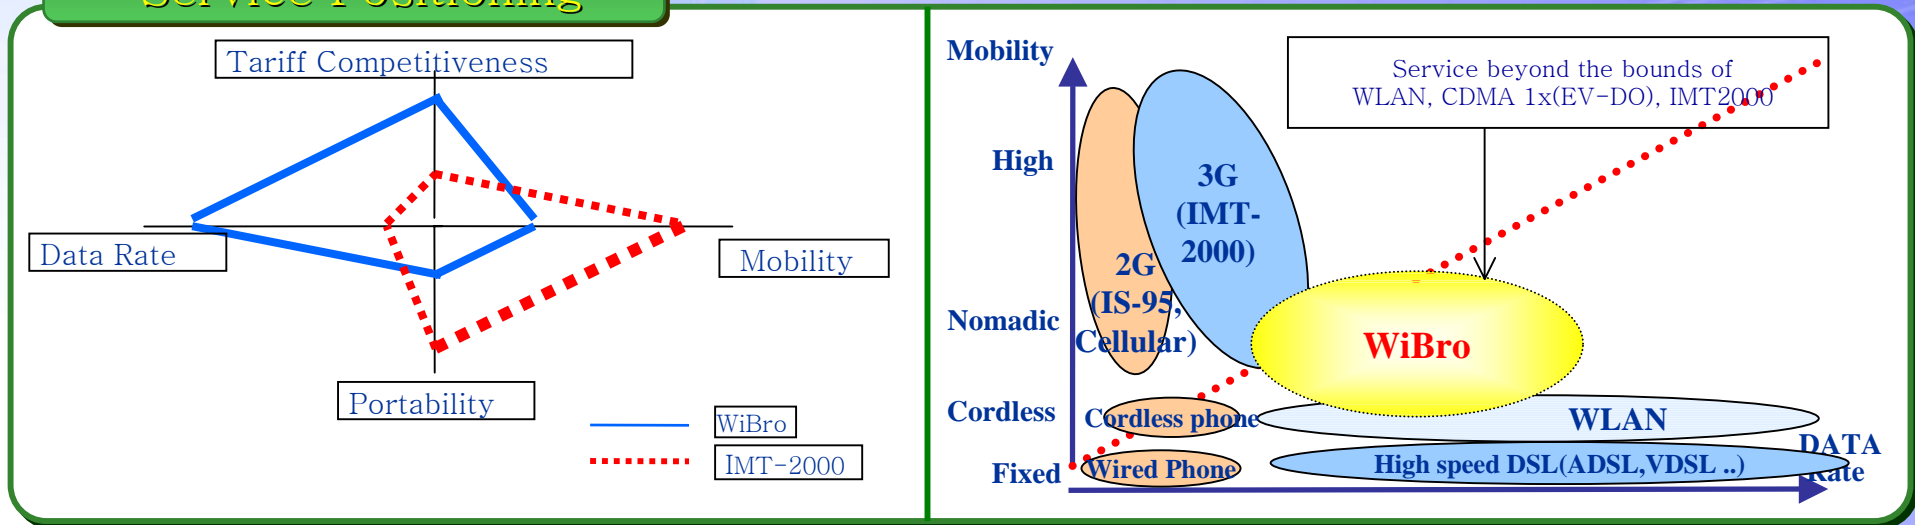 Service Positioning
Tariff Competitiveness
Data Rate
Mobility
Portability
WiBro
IMT-2000
Mobility
High
Nomadic
Cordless
Fixed
Service beyond the bounds of
WLAN, CDMA 1x(EV-DO), IMT2000
3G
(IMT-
2000)
2G
(IS-95,
Cellular)
WiBro
Cordless phone
WLAN
Wired Phone
High speed DSL(ADSL,VDSL ..)
DATA
Rate